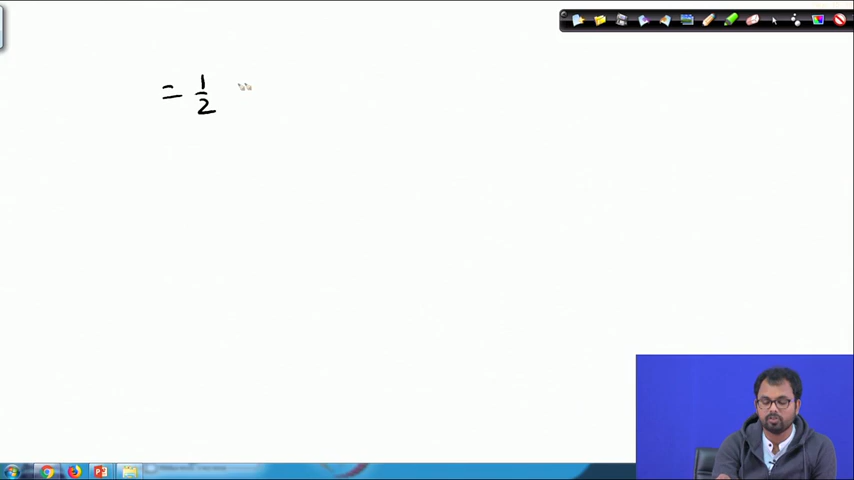 = 1/2